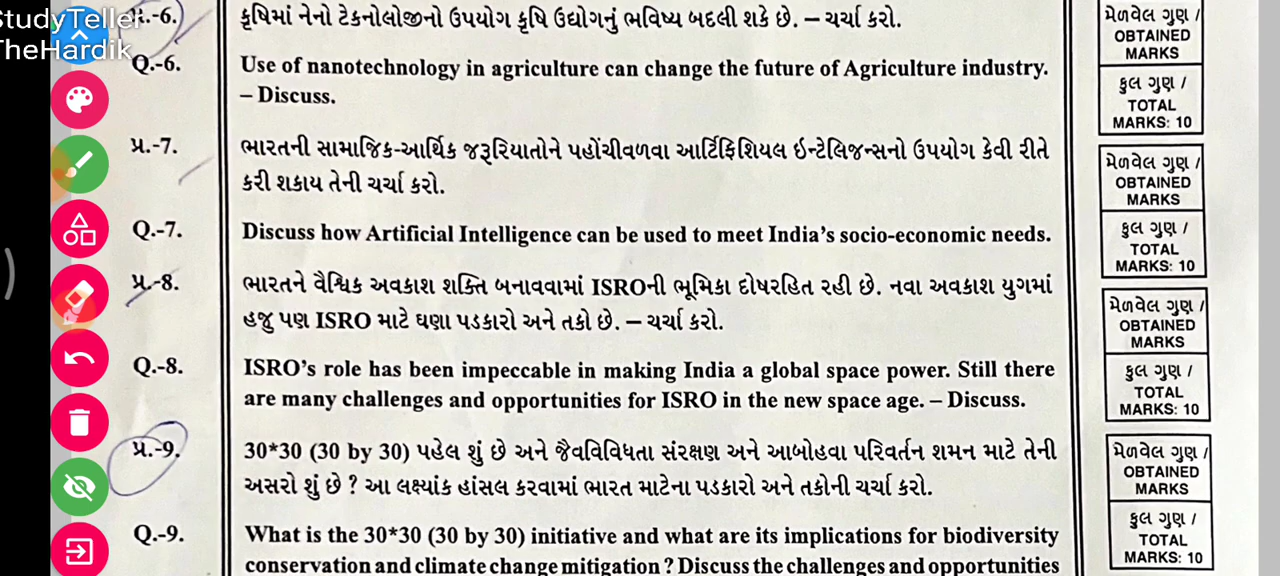 StudyTeller
TheHardik
પ્ર.-6. કૃષિમાં નેનો ટેકનોલોજીનો ઉપયોગ કૃષિ ઉદ્યોગનું ભવિષ્ય બદલી શકે છે. – ચર્ચા કરો.
Q.-6. Use of nanotechnology in agriculture can change the future of Agriculture industry.
– Discuss.
મેળવેલ ગુણ /
OBTAINED
MARKS
કુલ ગુણ /
TOTAL
MARKS: 10
પ્ર.-7. ભારતની સામાજિક-આર્થિક જરૂરિયાતોને પહોંચીવળવા આર્ટિફિશિયલ ઇન્ટેલિજન્સનો ઉપયોગ કેવી રીતે
કરી શકાય તેની ચર્ચા કરો.
Q.-7. Discuss how Artificial Intelligence can be used to meet India's socio-economic needs.
મેળવેલ ગુણ /
OBTAINED
MARKS
કુલ ગુણ /
TOTAL
MARKS: 10
પ્ર.-8. ભારતને વૈશ્વિક અવકાશ શક્તિ બનાવવામાં ISROની ભૂમિકા દોષરહિત રહી છે. નવા અવકાશ યુગમાં
હજુ પણ ISRO માટે ઘણા પડકારો અને તકો છે. – ચર્ચા કરો.
Q.-8. ISRO's role has been impeccable in making India a global space power. Still there
are many challenges and opportunities for ISRO in the new space age. – Discuss.
મેળવેલ ગુણ /
OBTAINED
MARKS
કુલ ગુણ /
TOTAL
MARKS: 10
પ્ર.-9. 30*30 (30 by 30) પહેલ શું છે અને જૈવવિવિધતા સંરક્ષણ અને આબોહવા પરિવર્તન શમન માટે તેની
અસરો શું છે ? આ લક્ષ્યાંક હાંસલ કરવામાં ભારત માટેના પડકારો અને તકોની ચર્ચા કરો.
Q.-9. What is the 30*30 (30 by 30) initiative and what are its implications for biodiversity
conservation and climate change mitigation ? Discuss the challenges and opportunities
મેળવેલ ગુણ /
OBTAINED
MARKS
કુલ ગુણ /
TOTAL
MARKS: 10